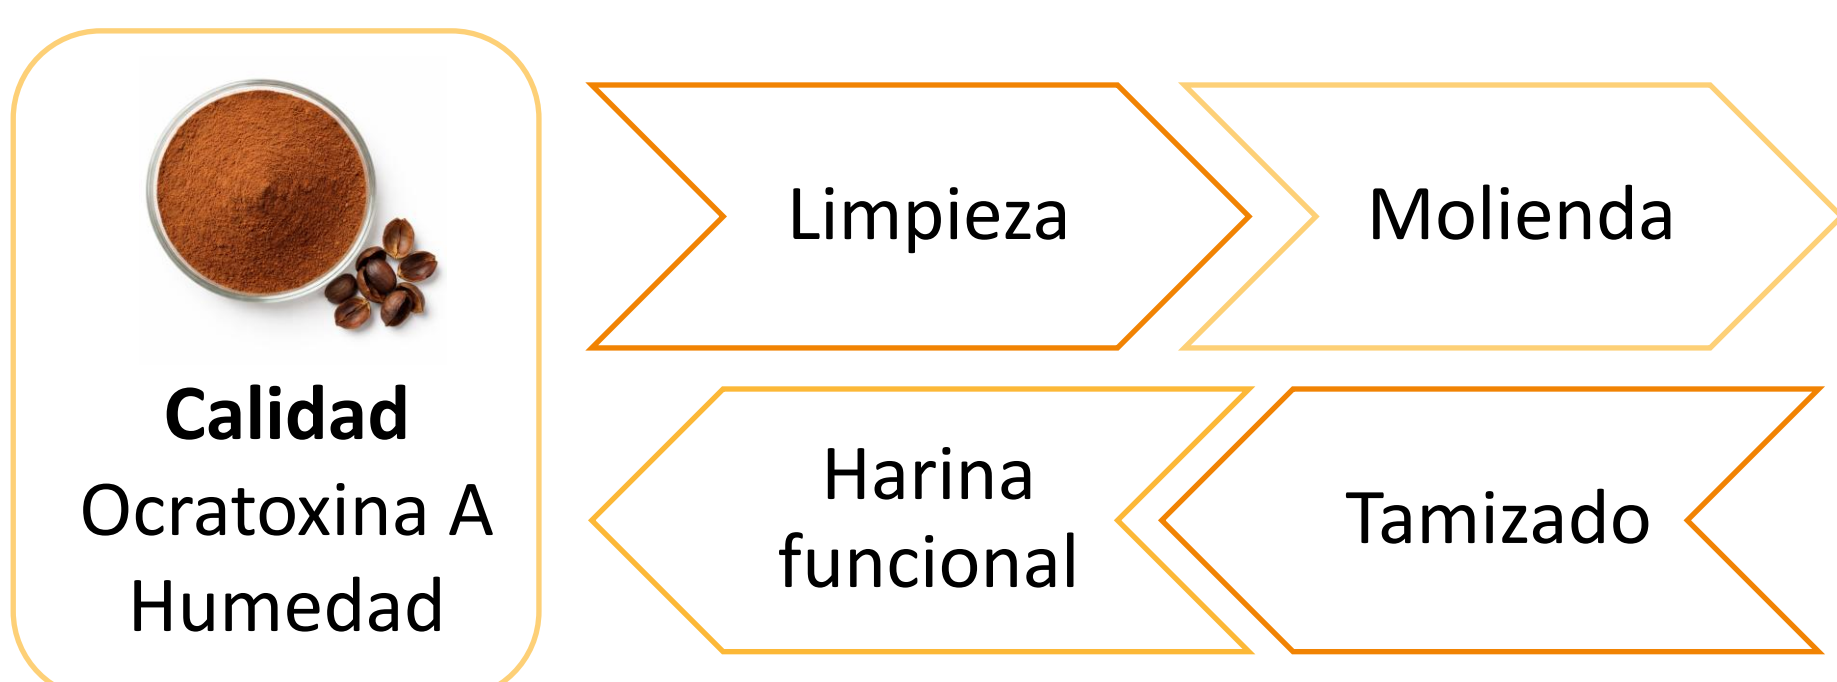 Calidad
Ocratoxina A
Humedad
Limpieza
Molienda
Harina
funcional
Tamizado